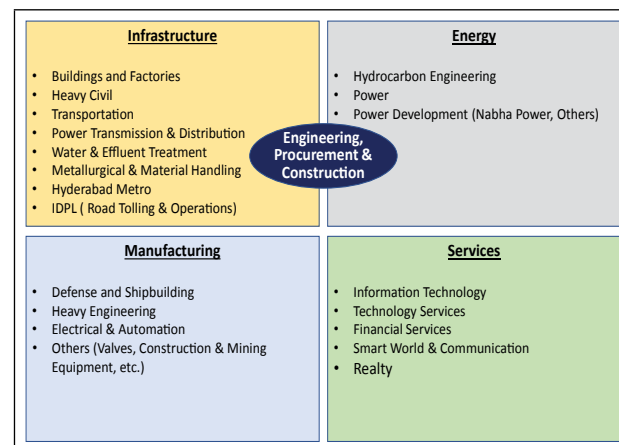 Infrastructure
• Buildings and Factories
• Heavy Civil
• Transportation
• Power Transmission & Distribution
• Water & Effluent Treatment
• Metallurgical & Material Handling
• Hyderabad Metro
• IDPL ( Road Tolling & Operations)
Energy
• Hydrocarbon Engineering
• Power
• Power Development (Nabha Power, Others)
Engineering,
Procurement &
Construction
Manufacturing
• Defense and Shipbuilding
• Heavy Engineering
• Electrical & Automation
• Others (Valves, Construction & Mining
Equipment, etc.)
Services
• Information Technology
• Technology Services
• Financial Services
• Smart World & Communication
• Realty